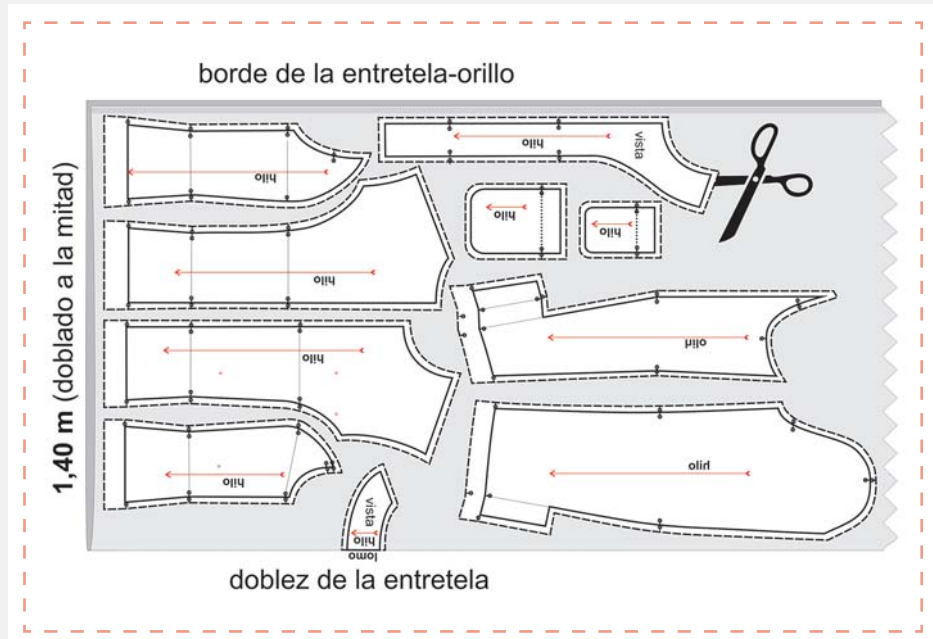 borde de la entretela-orillo
1,40 m (doblado a la mitad)
hilo
hilo
vista
hilo
hilo
hilo
hilo
hilo
hilo
hilo
hilo
vista
hilo
lomo
doblez de la entretela